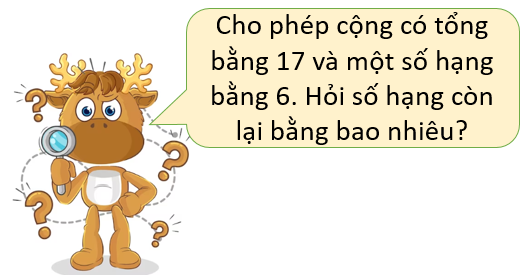 Cho phép cộng có tổng
bằng 17 và một số hạng
bằng 6. Hỏi số hạng còn
lại bằng bao nhiêu?